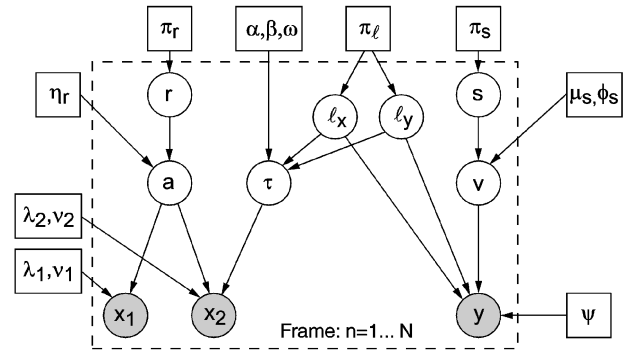 πr α,β,ω πℓ πs
ηr r ℓx ℓy s μs,ϕs
a τ v
λ2,ν2
λ1,ν1
x1 x2 y ψ
Frame: n=1... N